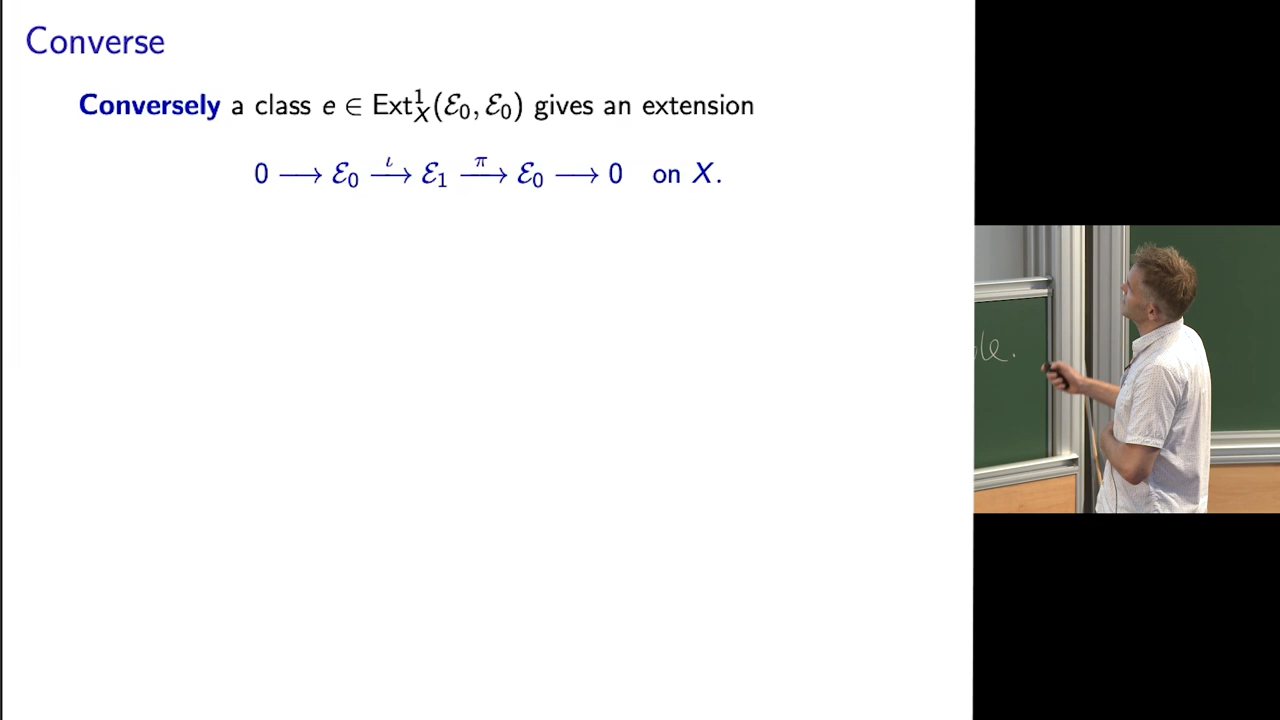 Converse
Conversely a class e ∈ Ext¹_X(ℰ₀, ℰ₀) gives an extension
0 ⟶ ℰ₀ ⟶^ι ℰ₁ ⟶^π ℰ₀ ⟶ 0 on X.